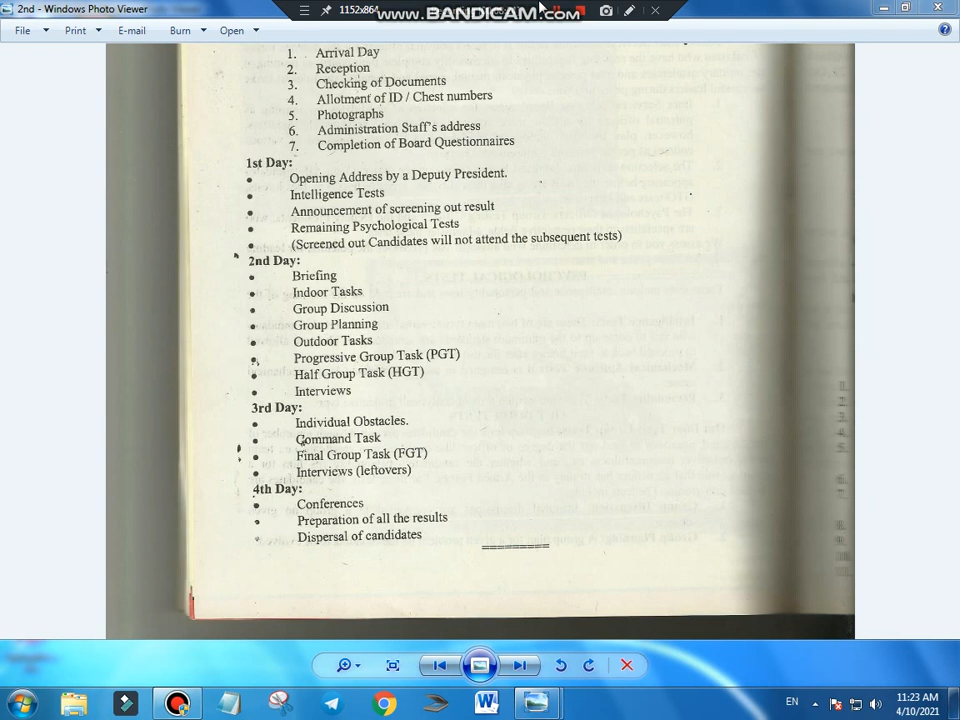 2nd - Windows Photo Viewer
1152x864
www.BANDICAM.com
File Print E-mail Burn Open
1. Arrival Day
2. Reception
3. Checking of Documents
4. Allotment of ID / Chest numbers
5. Photographs
6. Administration Staff's address
7. Completion of Board Questionnaires
1st Day:
• Opening Address by a Deputy President.
• Intelligence Tests
• Announcement of screening out result
• Remaining Psychological Tests
• (Screened out Candidates will not attend the subsequent tests)
2nd Day:
• Briefing
• Indoor Tasks
• Group Discussion
• Group Planning
• Outdoor Tasks
• Progressive Group Task (PGT)
• Half Group Task (HGT)
• Interviews
3rd Day:
• Individual Obstacles.
• Command Task
• Final Group Task (FGT)
• Interviews (leftovers)
4th Day:
• Conferences
• Preparation of all the results
• Dispersal of candidates
=========
EN
11:23 AM
4/10/2021